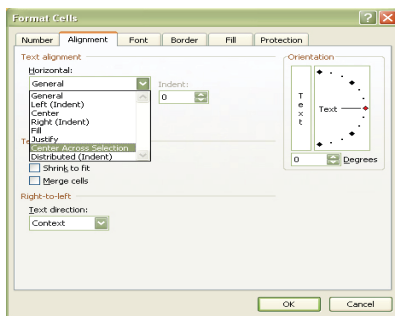 Format Cells
Number Alignment Font Border Fill Protection
Text alignment
Orientation
Horizontal:
General
Indent:
0
General
Left (Indent)
Center
Right (Indent)
Fill
Justify
Center Across Selection
Distributed (Indent)
Te
Shrink to fit
Merge cells
Text
Text
0 Degrees
Right-to-left
Text direction:
Context
OK Cancel